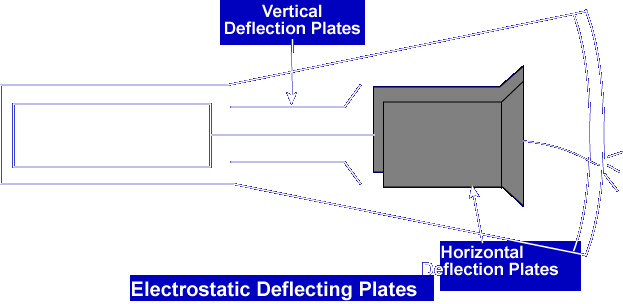 Vertical
Deflection Plates
Horizontal
Deflection Plates
Electrostatic Deflecting Plates